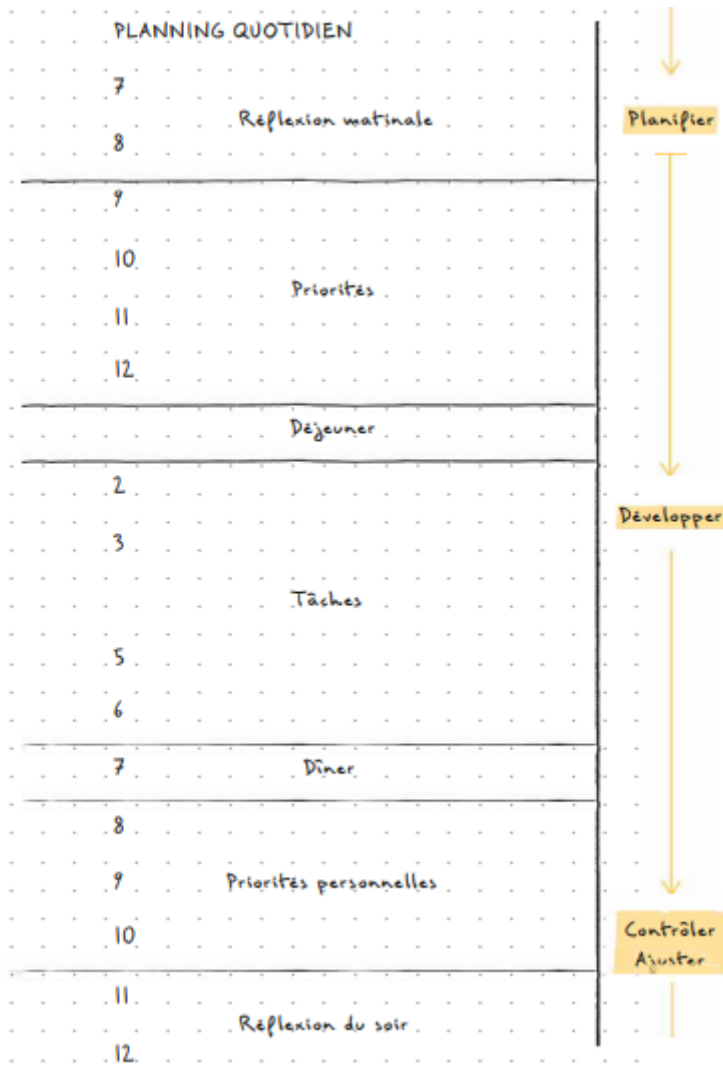 PLANNING QUOTIDIEN
7
Réflexion matinale
Planifier
8
9
10
Priorités
11
12
Déjeuner
2
Développer
3
Tâches
5
6
7 Dîner
8
9 Priorités personnelles
10
Contrôler
Ajuster
11
Réflexion du soir
12